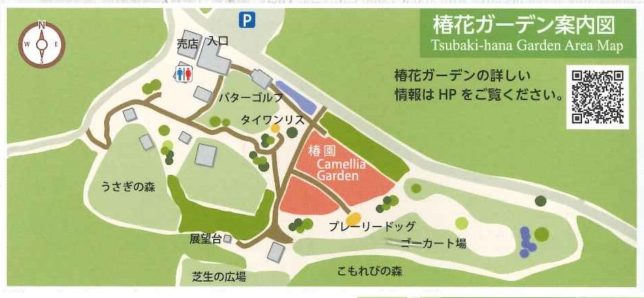 椿花ガーデン案内図
Tsubaki-hana Garden Area Map
椿花ガーデンの詳しい
情報は HP をご覧ください。
N
W E
S
P
売店
入口
パターゴルフ
タイワンリス
椿園
Camellia
Garden
うさぎの森
プレーリードッグ
展望台
ゴーカート場
芝生の広場
こもれびの森